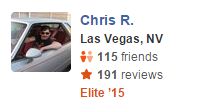 Chris R.
Las Vegas, NV
115 friends
191 reviews
Elite '15